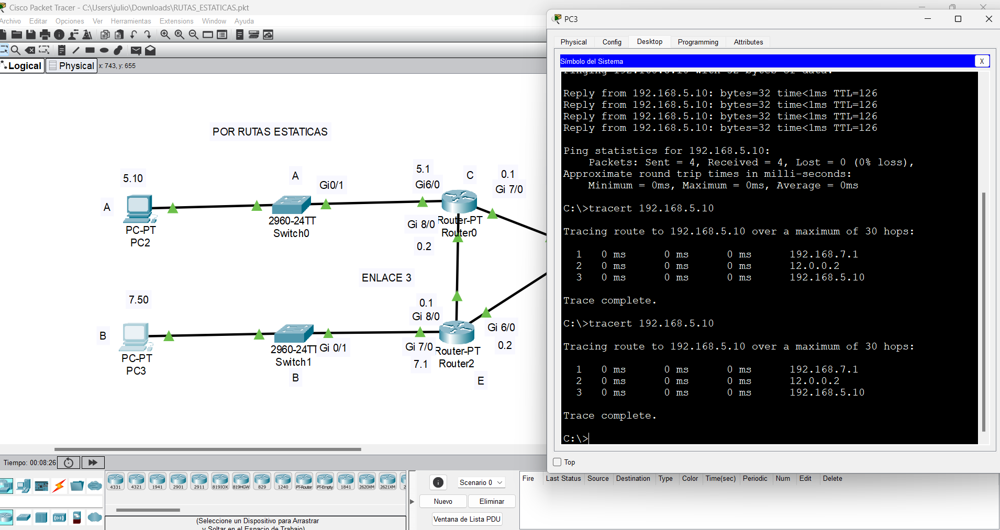 Cisco Packet Tracer - C:\Users\julio\Downloads\RUTAS_ESTATICAS.pkt
Archivo Editar Opciones Ver Herramientas Extensions Window Ayuda
Logical Physical x: 743, y: 655
POR RUTAS ESTATICAS
5.10
A
Gi0/1
5.1
Gi6/0
C
0.1
Gi 7/0
A
PC-PT
PC2
2960-24TT
Switch0
Gi 8/0
Router-PT
Router0
0.2
ENLACE 3
7.50
0.1
Gi 8/0
B
Gi 6/0
0.2
PC-PT
PC3
2960-24TT
Switch1
Gi 0/1
B
Gi 7/0
7.1
Router-PT
Router2
E
PC3
Physical Config Desktop Programming Attributes
Símbolo del Sistema
X
Pinging 192.168.5.10 with 32 bytes of data:
Reply from 192.168.5.10: bytes=32 time<1ms TTL=126
Reply from 192.168.5.10: bytes=32 time<1ms TTL=126
Reply from 192.168.5.10: bytes=32 time<1ms TTL=126
Reply from 192.168.5.10: bytes=32 time<1ms TTL=126
Ping statistics for 192.168.5.10:
Packets: Sent = 4, Received = 4, Lost = 0 (0% loss),
Approximate round trip times in milli-seconds:
Minimum = 0ms, Maximum = 0ms, Average = 0ms
C:\>tracert 192.168.5.10
Tracing route to 192.168.5.10 over a maximum of 30 hops:
1 0 ms 0 ms 0 ms 192.168.7.1
2 0 ms 0 ms 0 ms 12.0.0.2
3 0 ms 0 ms 0 ms 192.168.5.10
Trace complete.
C:\>tracert 192.168.5.10
Tracing route to 192.168.5.10 over a maximum of 30 hops:
1 0 ms 0 ms 0 ms 192.168.7.1
2 0 ms 0 ms 0 ms 12.0.0.2
3 0 ms 0 ms 0 ms 192.168.5.10
Trace complete.
C:\>
Top
Tiempo: 00:08:26
4331 4321 1941 2901 2911 819IOX 819HGW 829 1240 PT-Router PT-Empty 1841 2620XM 2621XM 2
(Seleccione un Dispositivo para Arrastrar
y Soltar en el Espacio de Trabajo)
Scenario 0
Nuevo Eliminar
Ventana de Lista PDU
Fire Last Status Source Destination Type Color Time(sec) Periodic Num Edit Delete